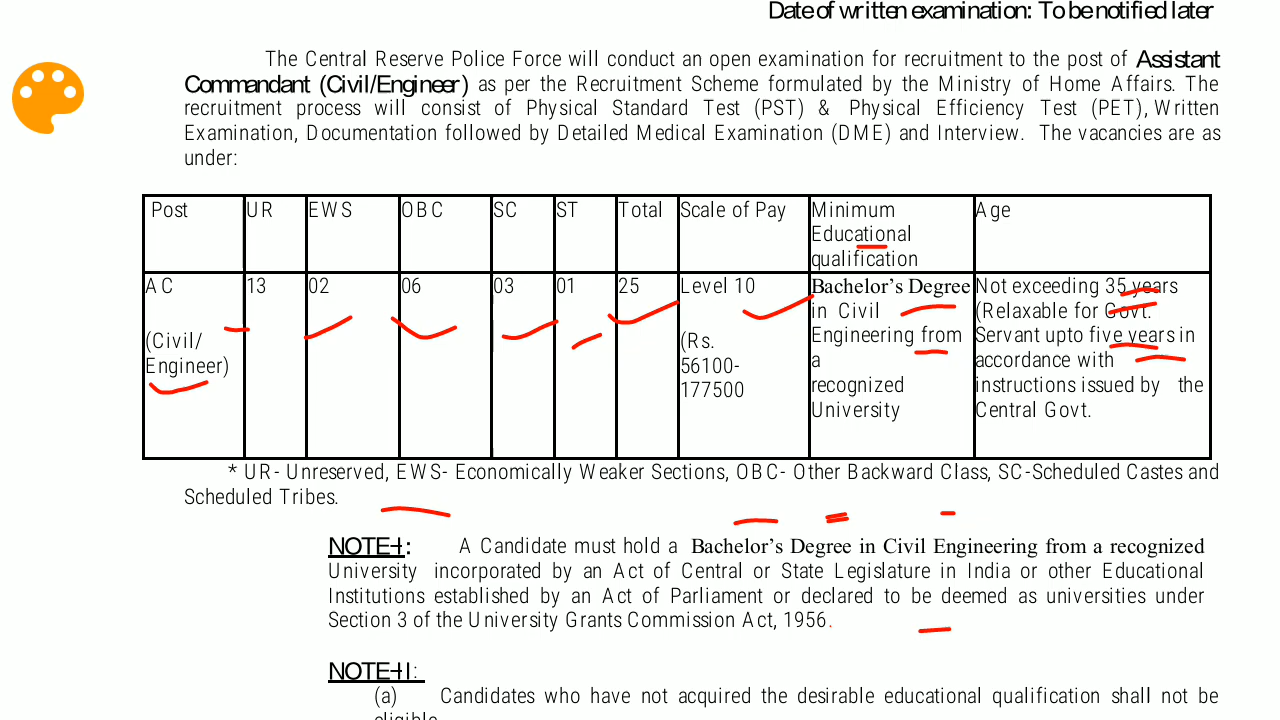 Date of written examination: To be notified later
The Central Reserve Police Force will conduct an open examination for recruitment to the post of Assistant
Commandant (Civil/Engineer) as per the Recruitment Scheme formulated by the Ministry of Home Affairs. The
recruitment process will consist of Physical Standard Test (PST) & Physical Efficiency Test (PET), Written
Examination, Documentation followed by Detailed Medical Examination (DME) and Interview. The vacancies are as
under:
Post UR EWS OBC SC ST Total Scale of Pay Minimum Educational qualification Age
AC (Civil/ Engineer) 13 02 06 03 01 25 Level 10 (Rs. 56100- 177500 Bachelor's Degree in Civil Engineering from a recognized University Not exceeding 35 years (Relaxable for Govt. Servant upto five years in accordance with instructions issued by the Central Govt.
* UR- Unreserved, EWS- Economically Weaker Sections, OBC- Other Backward Class, SC-Scheduled Castes and
Scheduled Tribes.
NOTE-I: A Candidate must hold a Bachelor's Degree in Civil Engineering from a recognized
University incorporated by an Act of Central or State Legislature in India or other Educational
Institutions established by an Act of Parliament or declared to be deemed as universities under
Section 3 of the University Grants Commission Act, 1956.
NOTE-II:
(a) Candidates who have not acquired the desirable educational qualification shall not be
eligible